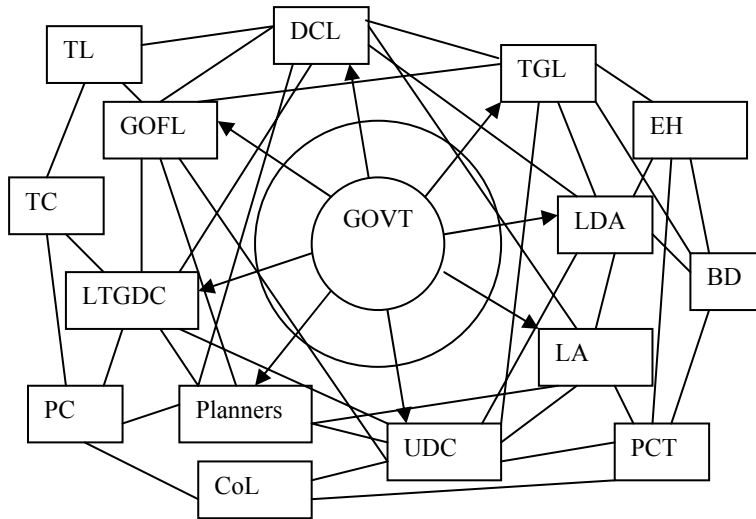 DCL
TL
TGL
GOFL
EH
TC
GOVT
LDA
BD
LTGDC
LA
PC
Planners
UDC
PCT
CoL